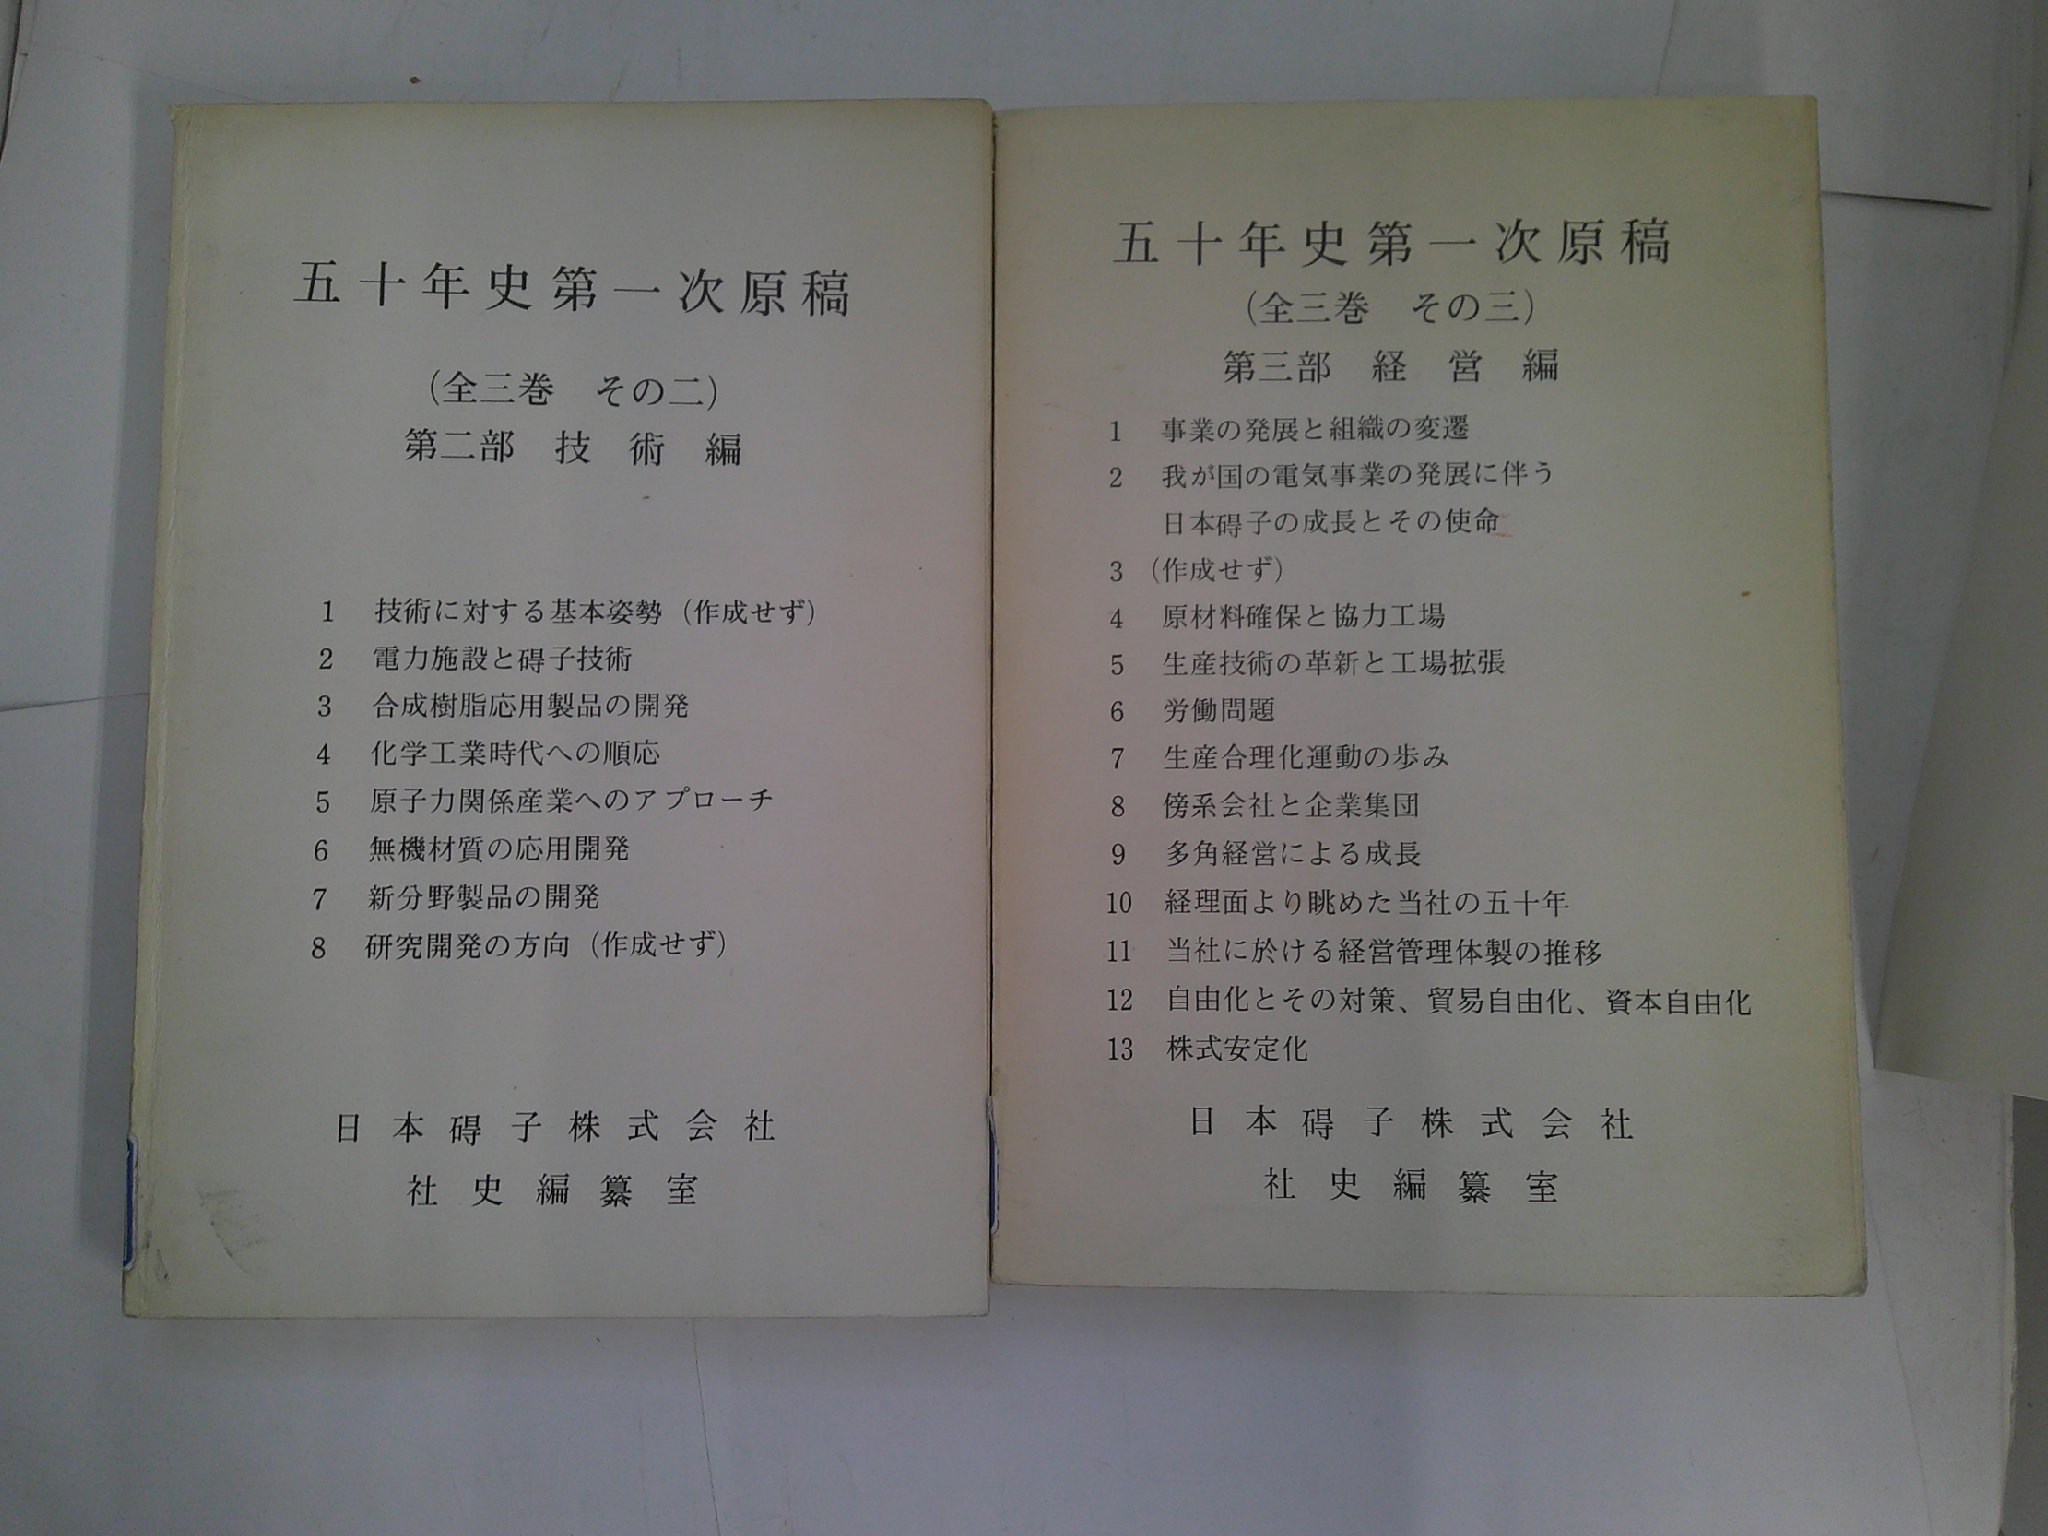 五十年史第一次原稿
(全三巻 その二)
第二部 技術編
1 技術に対する基本姿勢 (作成せず)
2 電力施設と碍子技術
3 合成樹脂応用製品の開発
4 化学工業時代への順応
5 原子力関係産業へのアプローチ
6 無機材質の応用開発
7 新分野製品の開発
8 研究開発の方向 (作成せず)
日本碍子株式会社
社史編纂室
五十年史第一次原稿
(全三巻 その三)
第三部 経営編
1 事業の発展と組織の変遷
2 我が国の電気事業の発展に伴う
日本碍子の成長とその使命
3 (作成せず)
4 原材料確保と協力工場
5 生産技術の革新と工場拡張
6 労働問題
7 生産合理化運動の歩み
8 傍系会社と企業集団
9 多角経営による成長
10 経理面より眺めた当社の五十年
11 当社に於ける経営管理体製の推移
12 自由化とその対策、貿易自由化、資本自由化
13 株式安定化
日本碍子株式会社
社史編纂室